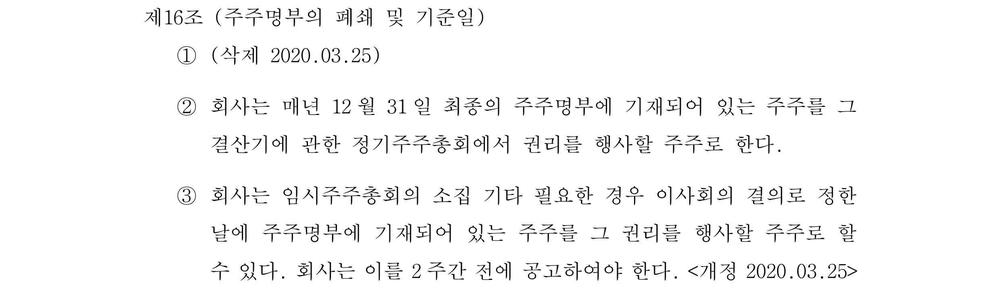 제16조 (주주명부의 폐쇄 및 기준일)
① (삭제 2020.03.25)
② 회사는 매년 12월 31일 최종의 주주명부에 기재되어 있는 주주를 그
결산기에 관한 정기주주총회에서 권리를 행사할 주주로 한다.
③ 회사는 임시주주총회의 소집 기타 필요한 경우 이사회의 결의로 정한
날에 주주명부에 기재되어 있는 주주를 그 권리를 행사할 주주로 할
수 있다. 회사는 이를 2주간 전에 공고하여야 한다. <개정 2020.03.25>